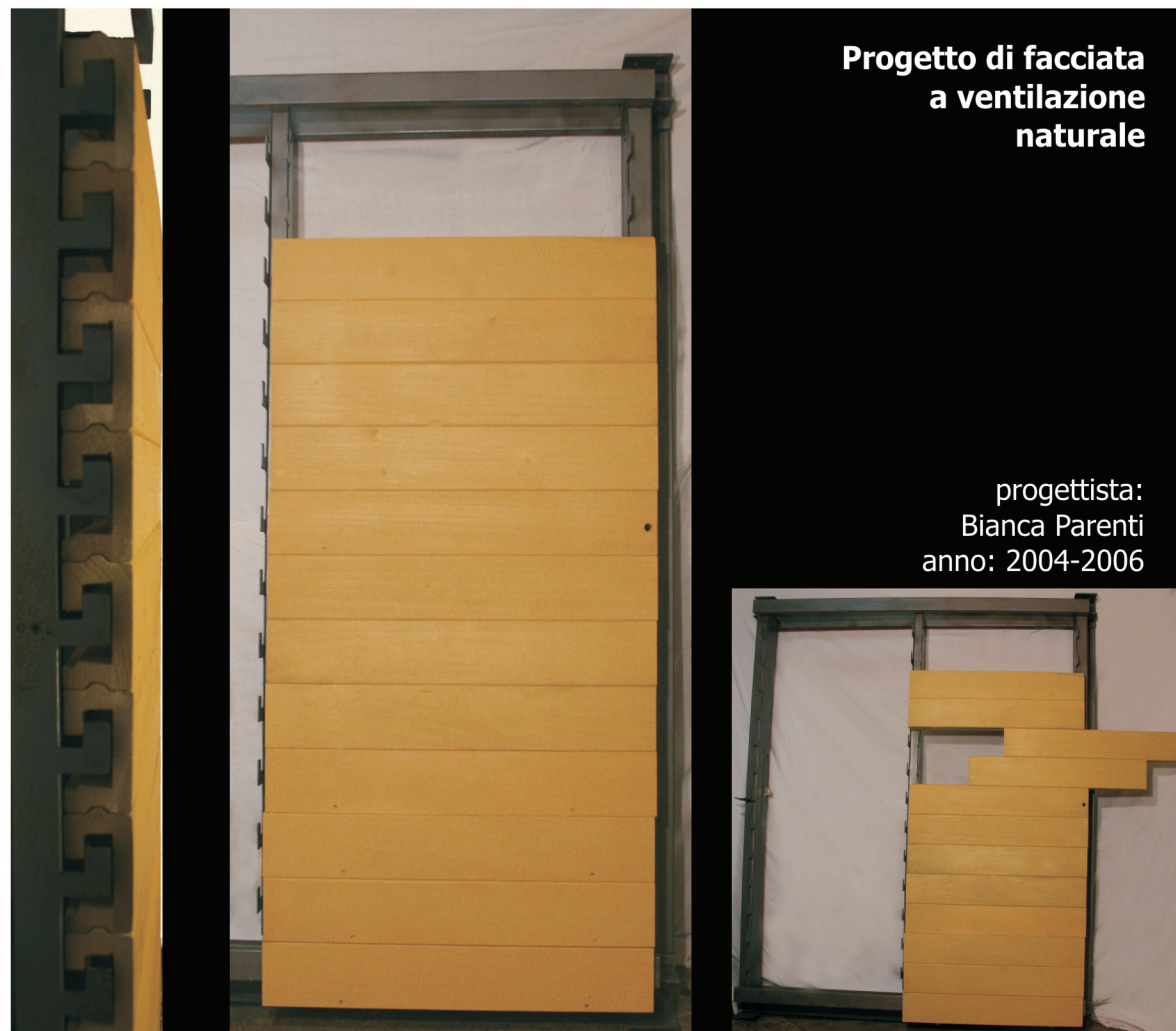 Progetto di facciata
a ventilazione
naturale
progettista:
Bianca Parenti
anno: 2004-2006